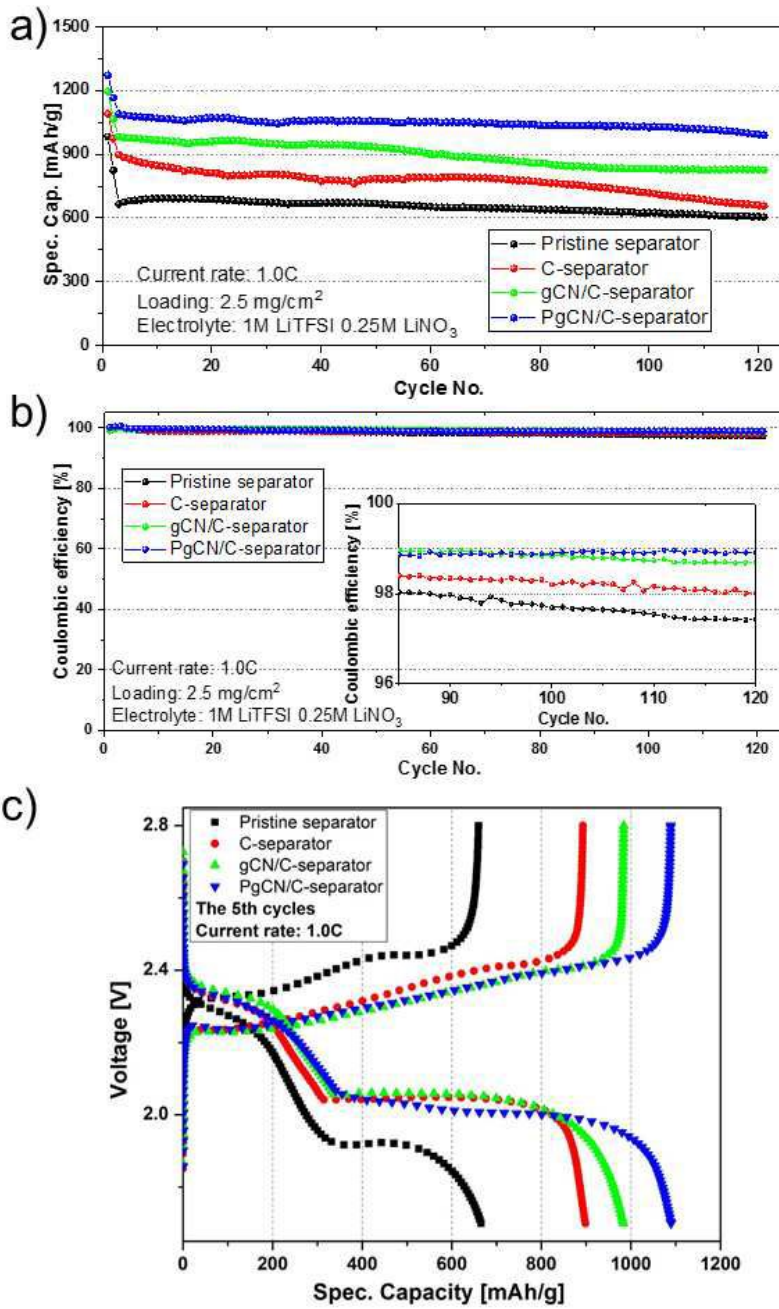 a)
1500
1200
900
600
300
0
Spec. Cap. [mAh/g]
Current rate: 1.0C
Loading: 2.5 mg/cm²
Electrolyte: 1M LiTFSI 0.25M LiNO₃
Pristine separator
C-separator
gCN/C-separator
PgCN/C-separator
0 20 40 60 80 100 120
Cycle No.
b)
100
80
60
40
20
0
Coulombic efficiency [%]
Pristine separator
C-separator
gCN/C-separator
PgCN/C-separator
Current rate: 1.0C
Loading: 2.5 mg/cm²
Electrolyte: 1M LiTFSI 0.25M LiNO₃
100
98
96
Coulombic efficiency [%]
90 100 110 120
Cycle No.
0 20 40 60 80 100 120
Cycle No.
c)
2.8
2.4
2.0
Voltage [V]
Pristine separator
C-separator
gCN/C-separator
PgCN/C-separator
The 5th cycles
Current rate: 1.0C
0 200 400 600 800 1000 1200
Spec. Capacity [mAh/g]